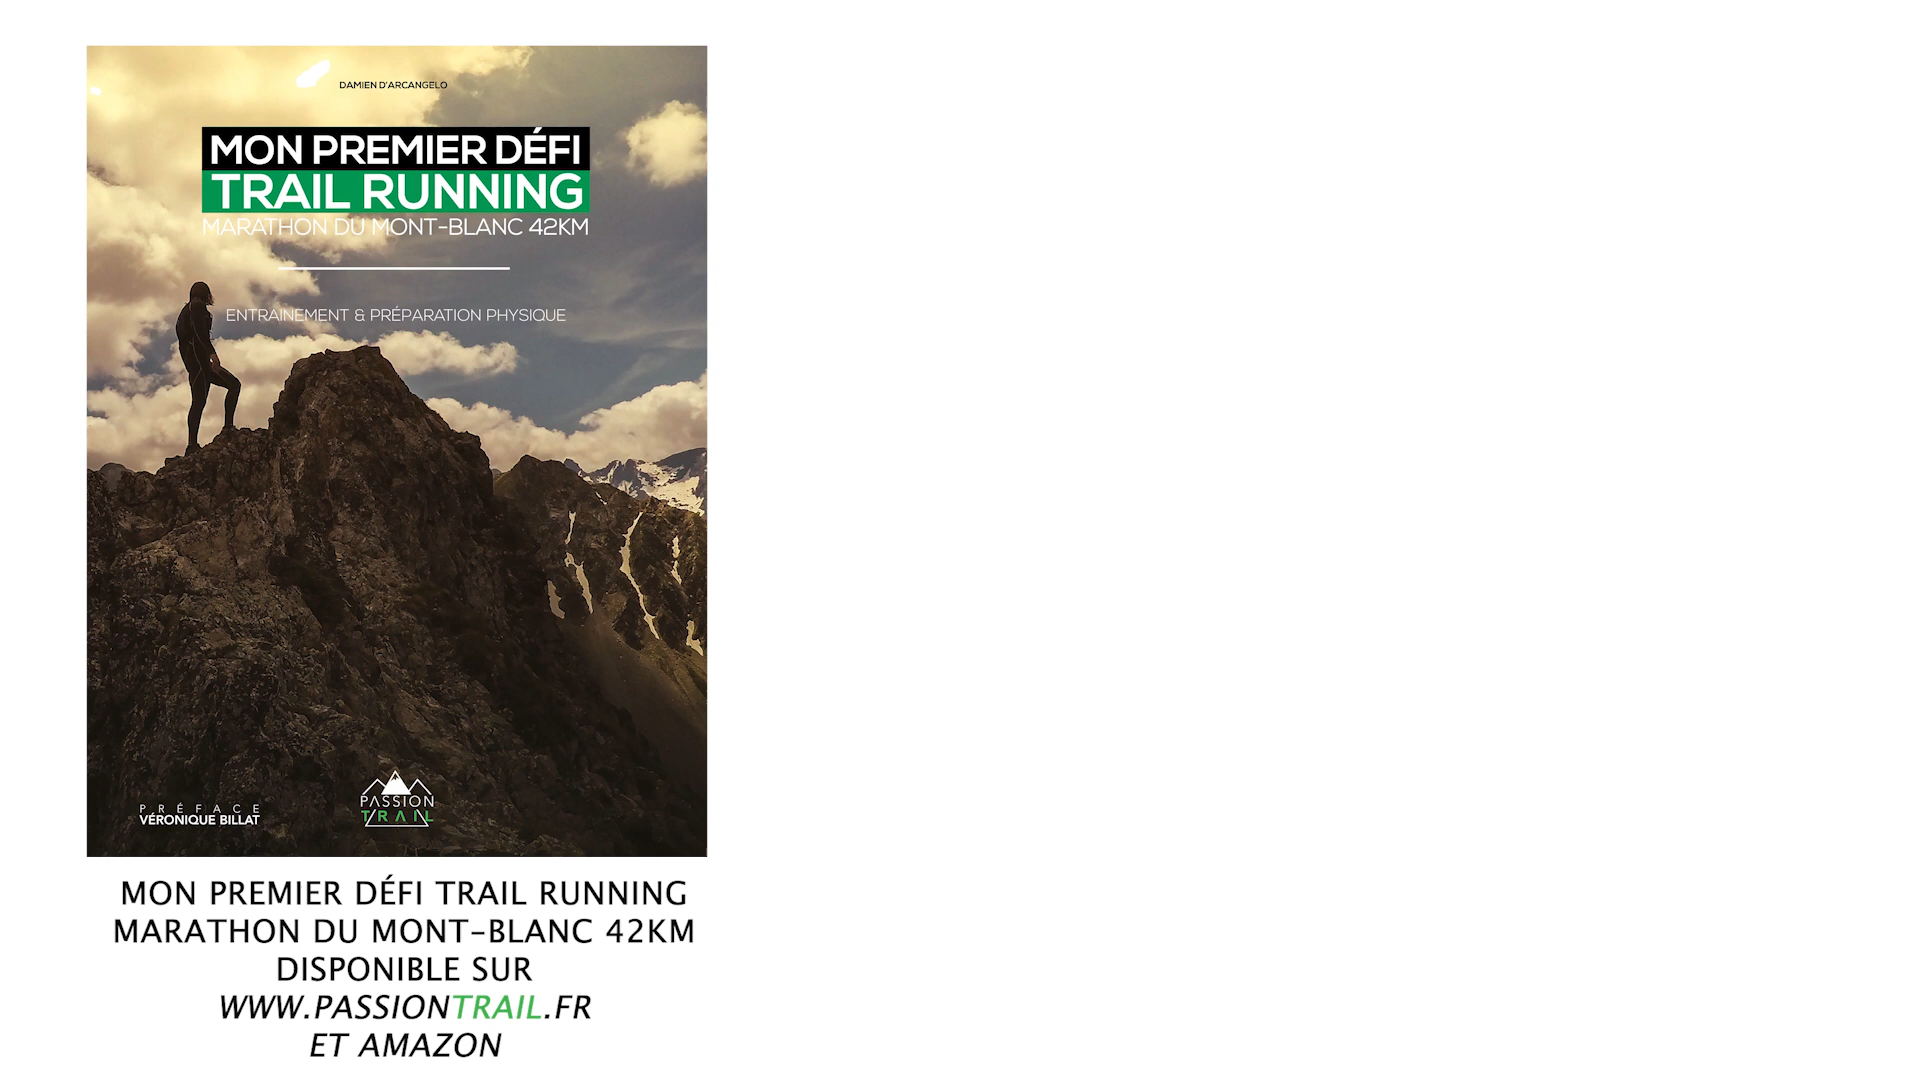 DAMIEN D'ARCANGELO
MON PREMIER DÉFI
TRAIL RUNNING
MARATHON DU MONT-BLANC 42KM
ENTRAINEMENT & PRÉPARATION PHYSIQUE
PRÉFACE
VÉRONIQUE BILLAT
PASSION
TRAIL
MON PREMIER DÉFI TRAIL RUNNING
MARATHON DU MONT-BLANC 42KM
DISPONIBLE SUR
WWW.PASSIONTRAIL.FR
ET AMAZON